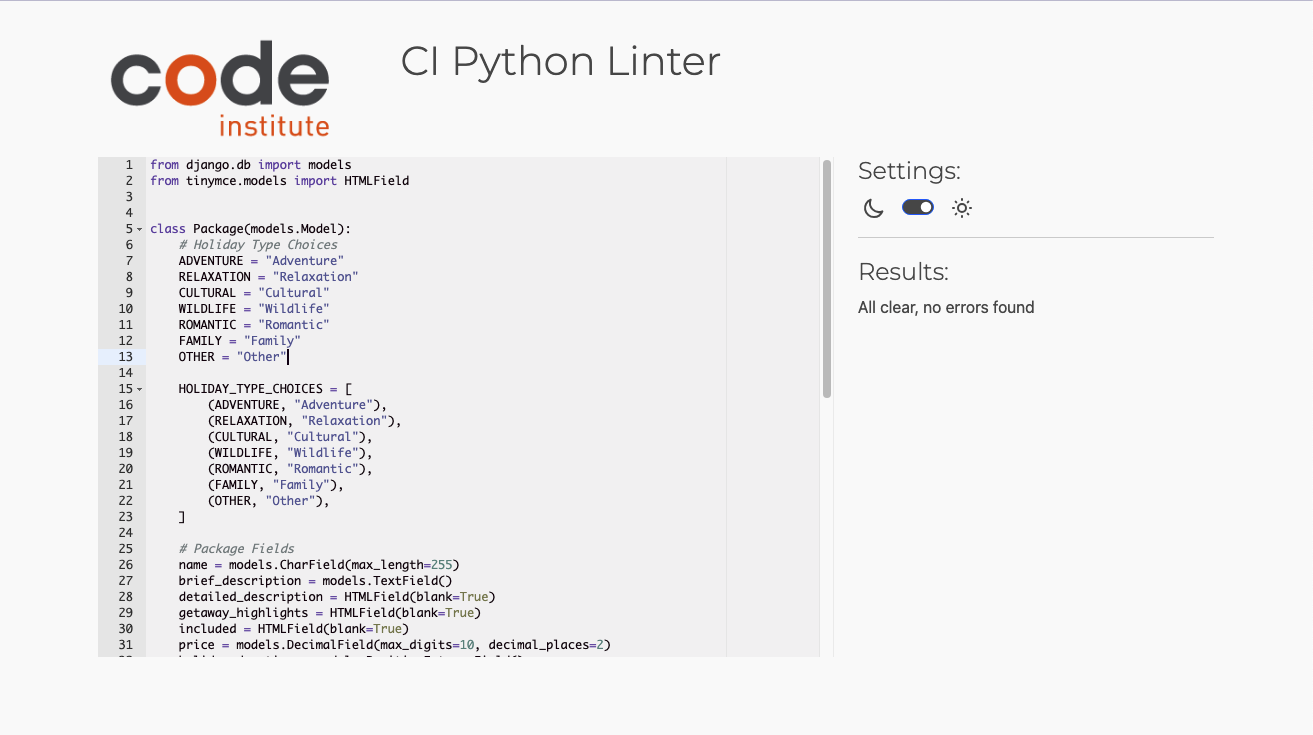 code
institute
CI Python Linter
1 from django.db import models
2 from tinymce.models import HTMLField
3
4
5 class Package(models.Model):
6     # Holiday Type Choices
7     ADVENTURE = "Adventure"
8     RELAXATION = "Relaxation"
9     CULTURAL = "Cultural"
10     WILDLIFE = "Wildlife"
11     ROMANTIC = "Romantic"
12     FAMILY = "Family"
13     OTHER = "Other"
14
15     HOLIDAY_TYPE_CHOICES = [
16         (ADVENTURE, "Adventure"),
17         (RELAXATION, "Relaxation"),
18         (CULTURAL, "Cultural"),
19         (WILDLIFE, "Wildlife"),
20         (ROMANTIC, "Romantic"),
21         (FAMILY, "Family"),
22         (OTHER, "Other"),
23     ]
24
25     # Package Fields
26     name = models.CharField(max_length=255)
27     brief_description = models.TextField()
28     detailed_description = HTMLField(blank=True)
29     getaway_highlights = HTMLField(blank=True)
30     included = HTMLField(blank=True)
31     price = models.DecimalField(max_digits=10, decimal_places=2)
Settings:
Results:
All clear, no errors found